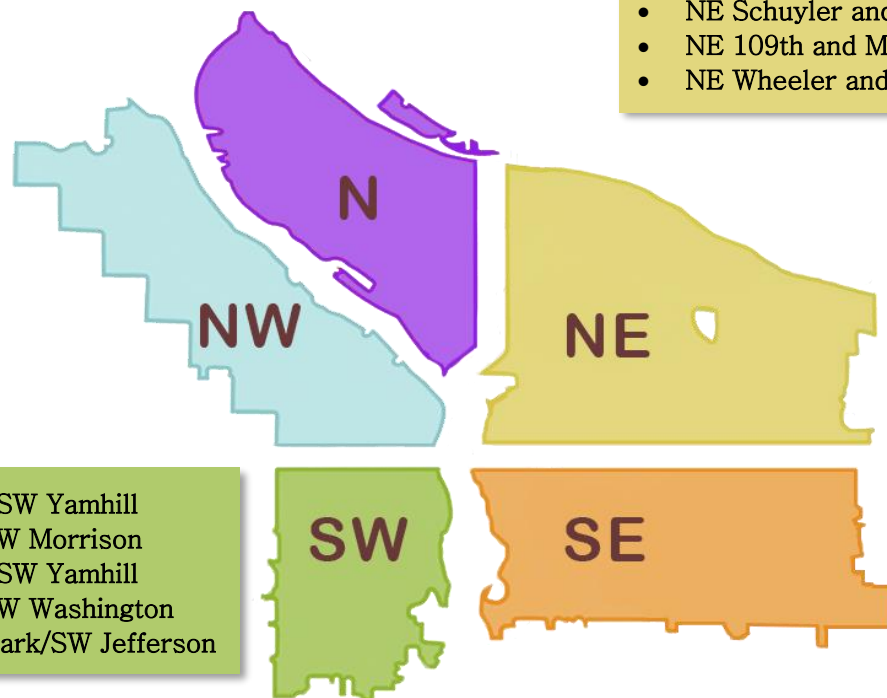 • NE Schuyler and
• NE 109th and
• NE Wheeler and
N
NW
NE
SW Yamhill
W Morrison
SW Yamhill
W Washington
ark/SW Jefferson
SW
SE